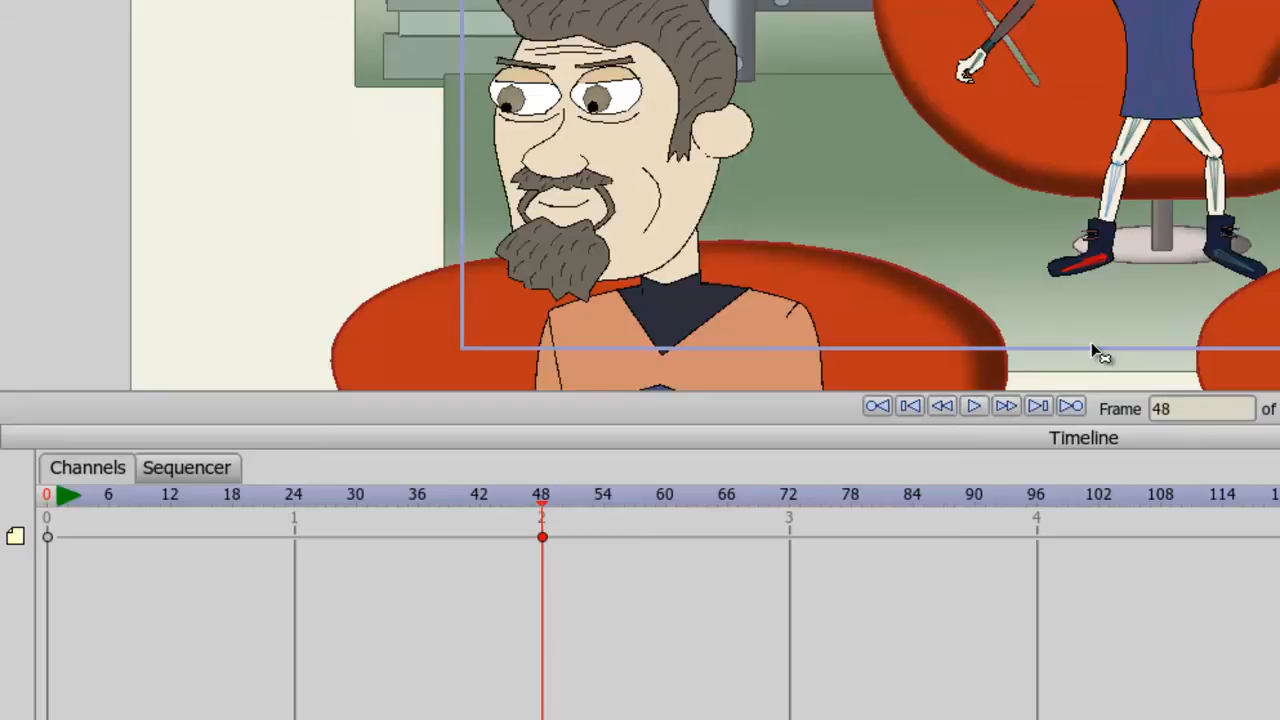 Frame 48 of
Timeline
Channels Sequencer
0 6 12 18 24 30 36 42 48 54 60 66 72 78 84 90 96 102 108 114 1
0 1 2 3 4